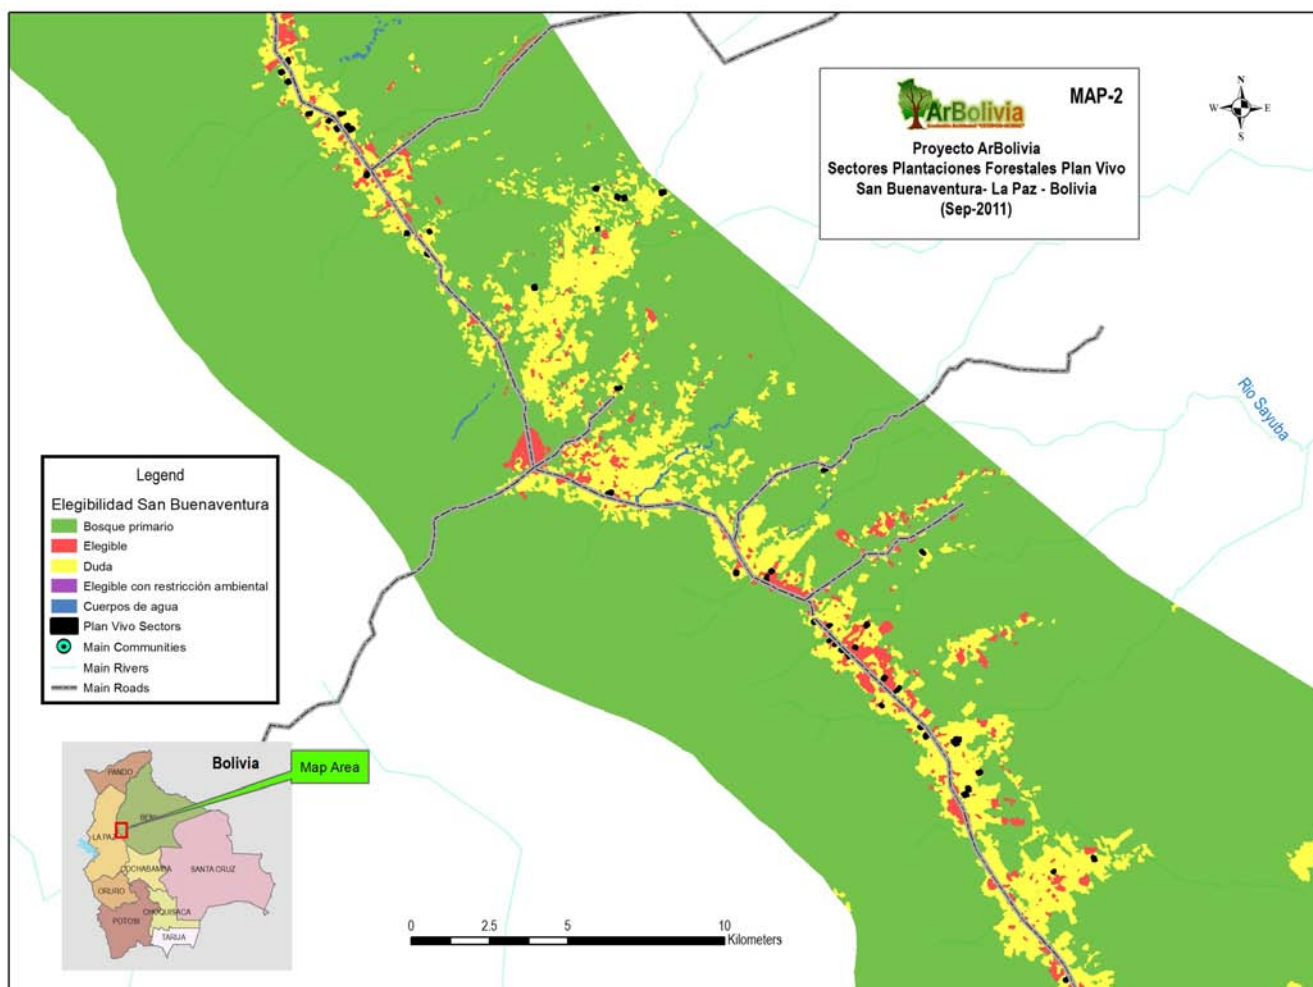 ArBolivia
MAP-2
Proyecto ArBolivia
Sectores Plantaciones Forestales Plan Vivo
San Buenaventura- La Paz - Bolivia
(Sep-2011)
N
W
E
S
Rio Sayuba
Legend
Elegibilidad San Buenaventura
Bosque primario
Elegible
Duda
Elegible con restricción ambiental
Cuerpos de agua
Plan Vivo Sectors
Main Communities
Main Rivers
Main Roads
Bolivia
Map Area
PANDO
BENI
LA PAZ
COCHABAMBA
SANTA CRUZ
ORURO
CHUQUISACA
POTOSI
TARIJA
0 2.5 5 10
Kilometers